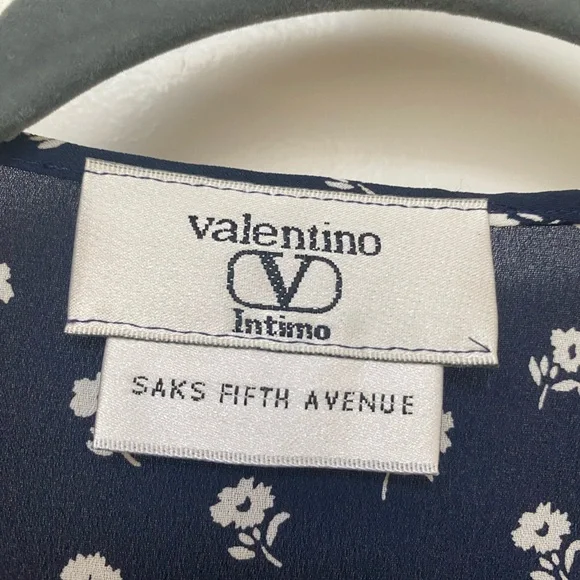 valentino
V
Intimo
SAKS FIFTH AVENUE